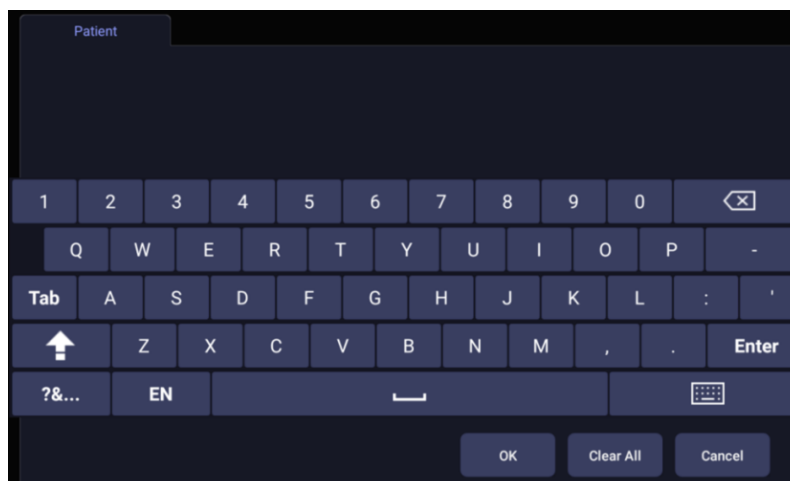 Patient
1 2 3 4 5 6 7 8 9 0
Q W E R T Y U I O P -
Tab A S D F G H J K L : '
Z X C V B N M , . Enter
?&... EN
OK Clear All Cancel